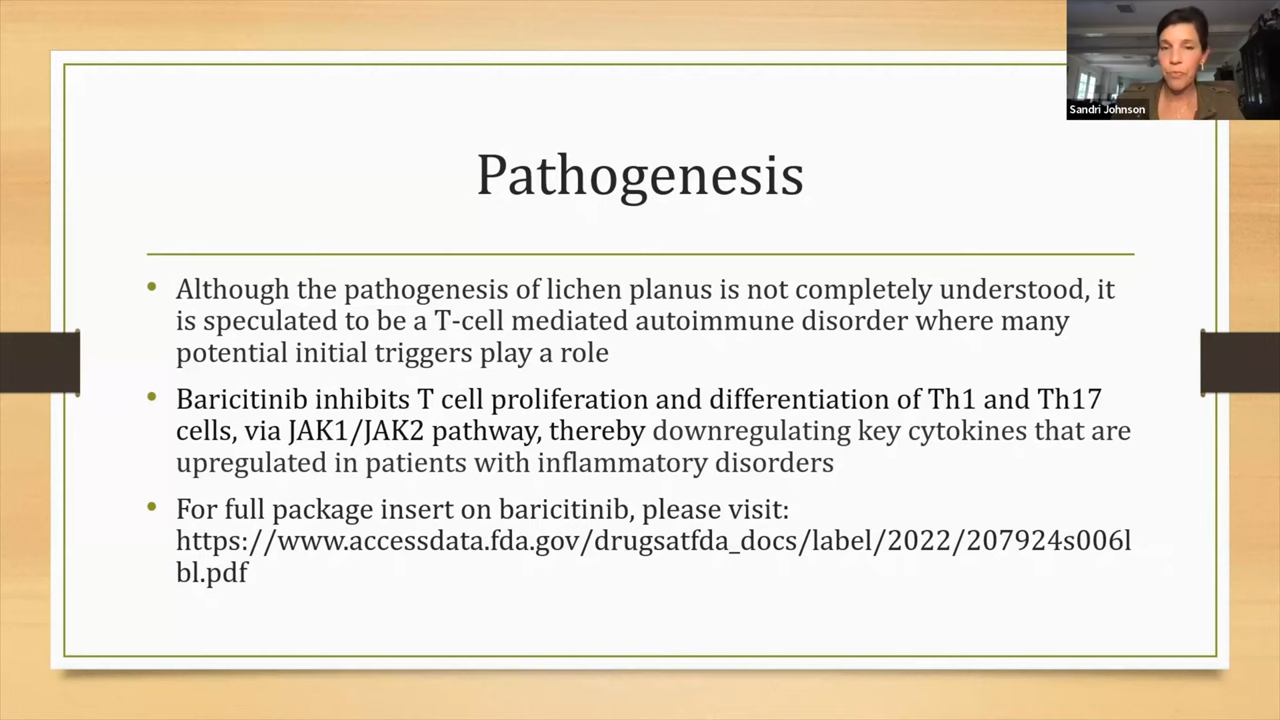 Sandri Johnson
Pathogenesis
• Although the pathogenesis of lichen planus is not completely understood, it
is speculated to be a T-cell mediated autoimmune disorder where many
potential initial triggers play a role
• Baricitinib inhibits T cell proliferation and differentiation of Th1 and Th17
cells, via JAK1/JAK2 pathway, thereby downregulating key cytokines that are
upregulated in patients with inflammatory disorders
• For full package insert on baricitinib, please visit:
https://www.accessdata.fda.gov/drugsatfda_docs/label/2022/207924s006l
bl.pdf